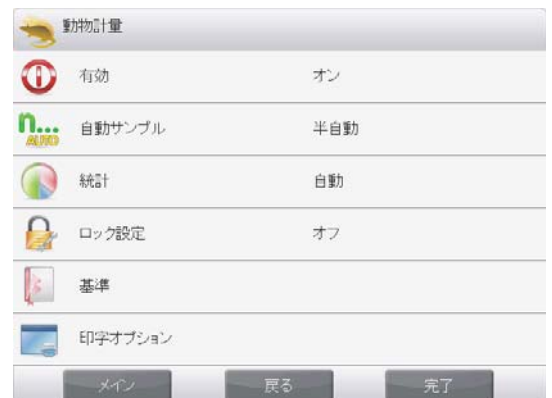 動物計量
有効 オン
n... AUTO
自動サンプル 半自動
統計 自動
ロック設定 オフ
基準
印字オプション
メイン 戻る 完了